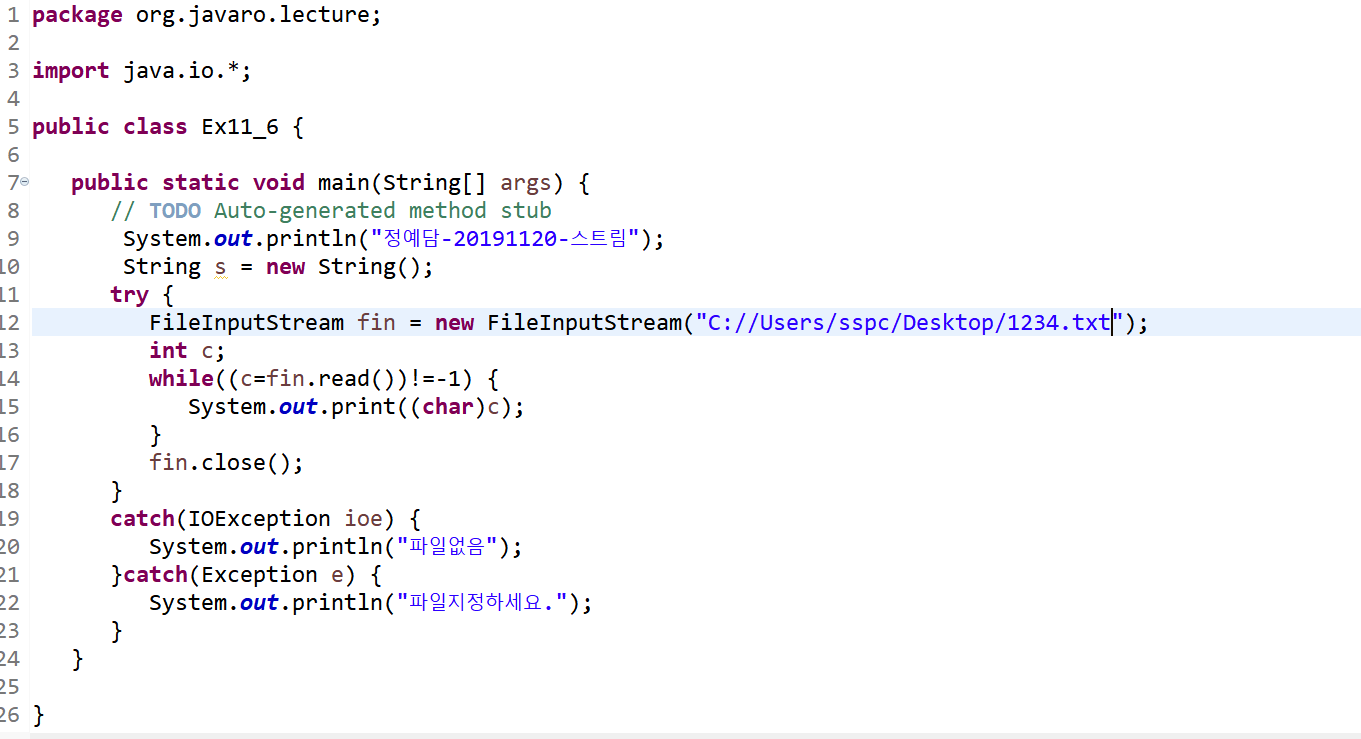 1 package org.javaro.lecture;
2
3 import java.io.*;
4
5 public class Ex11_6 {
6
7 public static void main(String[] args) {
8 // TODO Auto-generated method stub
9 System.out.println("정예담-20191120-스트림");
10 String s = new String();
11 try {
12 FileInputStream fin = new FileInputStream("C://Users/sspc/Desktop/1234.txt");
13 int c;
14 while((c=fin.read())!=-1) {
15 System.out.print((char)c);
16 }
17 fin.close();
18 }
19 catch(IOException ioe) {
20 System.out.println("파일없음");
21 }catch(Exception e) {
22 System.out.println("파일지정하세요.");
23 }
24 }
25
26 }